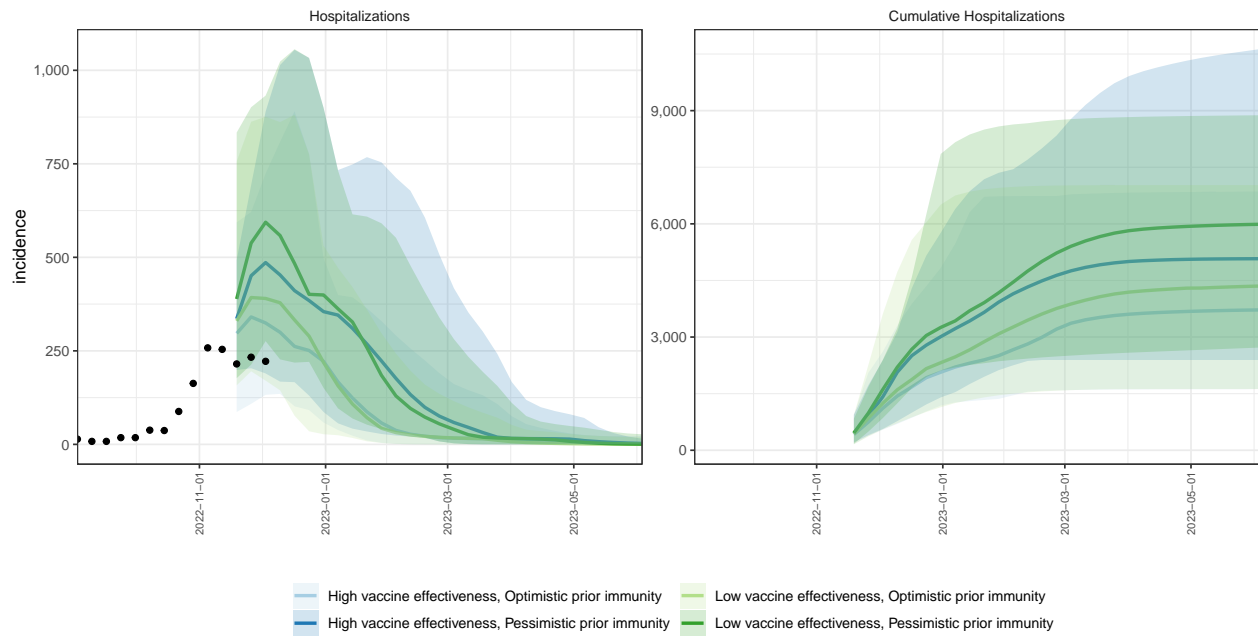 Hospitalizations
Cumulative Hospitalizations
incidence
1,000
750
500
250
0
2022−11−01
2023−01−01
2023−03−01
2023−05−01
9,000
6,000
3,000
0
2022−11−01
2023−01−01
2023−03−01
2023−05−01
High vaccine effectiveness, Optimistic prior immunity
Low vaccine effectiveness, Optimistic prior immunity
High vaccine effectiveness, Pessimistic prior immunity
Low vaccine effectiveness, Pessimistic prior immunity